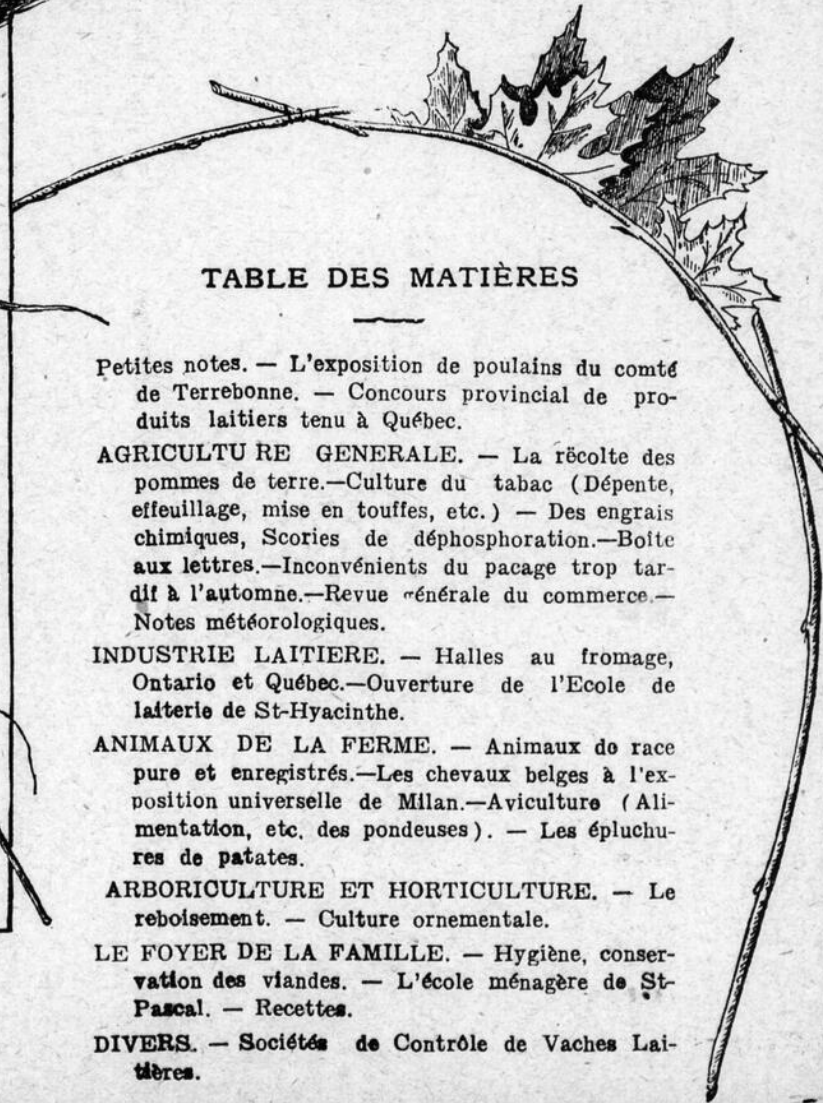 TABLE DES MATIÈRES
Petites notes. — L'exposition de poulains du comté
de Terrebonne. — Concours provincial de pro-
duits laitiers tenu à Québec.
AGRICULTU RE GENERALE. — La rëcolte des
pommes de terre.—Culture du tabac (Dépente,
effeuillage, mise en touffes, etc.) — Des engrais
chimiques, Scories de déphosphoration.—Boîte
aux lettres.—Inconvénients du pacage trop tar-
dif à l'automne.—Revue énérale du commerce.—
Notes météorologiques.
INDUSTRIE LAITIERE. — Halles au fromage,
Ontario et Québec.—Ouverture de l'Ecole de
laiterie de St-Hyacinthe.
ANIMAUX DE LA FERME. — Animaux de race
pure et enregistrés.—Les chevaux belges à l'ex-
position universelle de Milan.—Aviculture (Ali-
mentation, etc. des pondeuses). — Les épluchu-
res de patates.
ARBORICULTURE ET HORTICULTURE. — Le
reboisement. — Culture ornementale.
LE FOYER DE LA FAMILLE. — Hygiène, conser-
vation des viandes. — L'école ménagère de St-
Pascal. — Recettes.
DIVERS. — Sociétés de Contrôle de Vaches Lai-
tières.